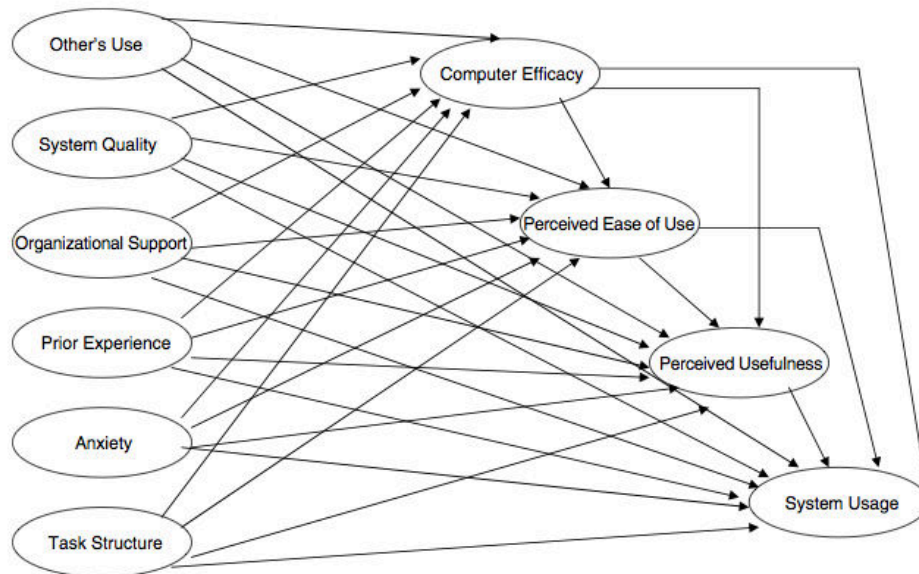 Other's Use
Computer Efficacy
System Quality
Perceived Ease of Use
Organizational Support
Prior Experience
Perceived Usefulness
Anxiety
System Usage
Task Structure